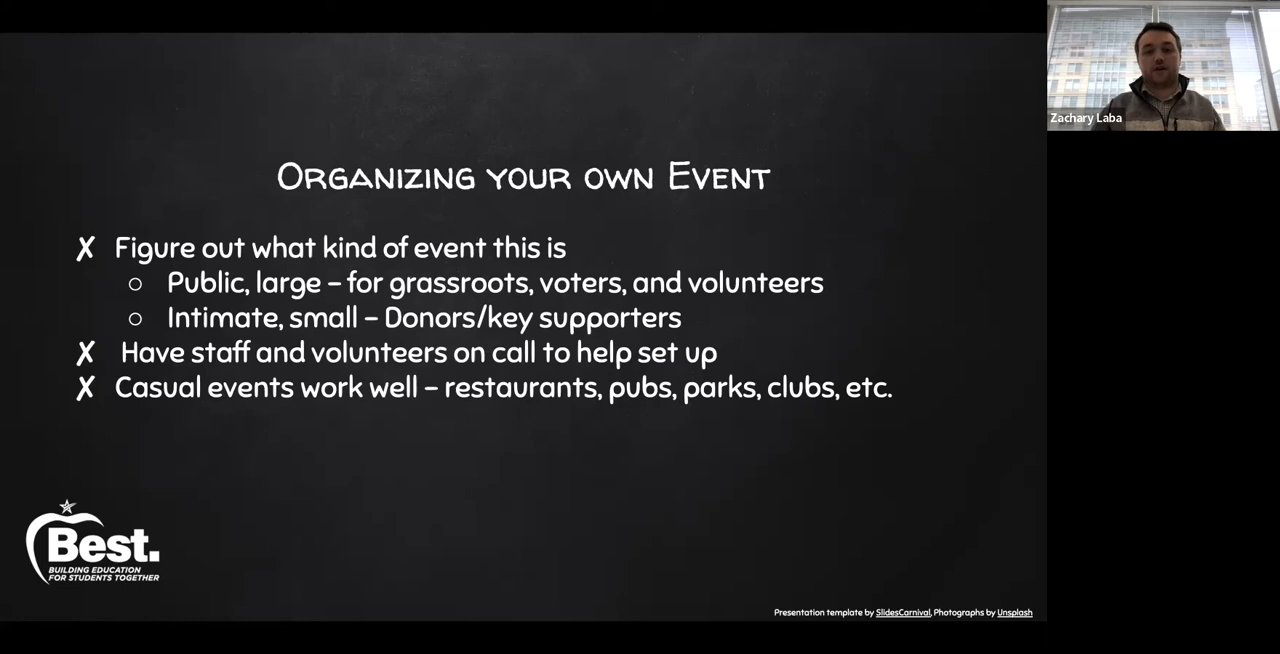 Zachary Laba
Organizing your own Event
✗ Figure out what kind of event this is
○ Public, large – for grassroots, voters, and volunteers
○ Intimate, small – Donors/key supporters
✗ Have staff and volunteers on call to help set up
✗ Casual events work well – restaurants, pubs, parks, clubs, etc.
Best.
BUILDING EDUCATION
FOR STUDENTS TOGETHER
Presentation template by SlidesCarnival, Photographs by Unsplash